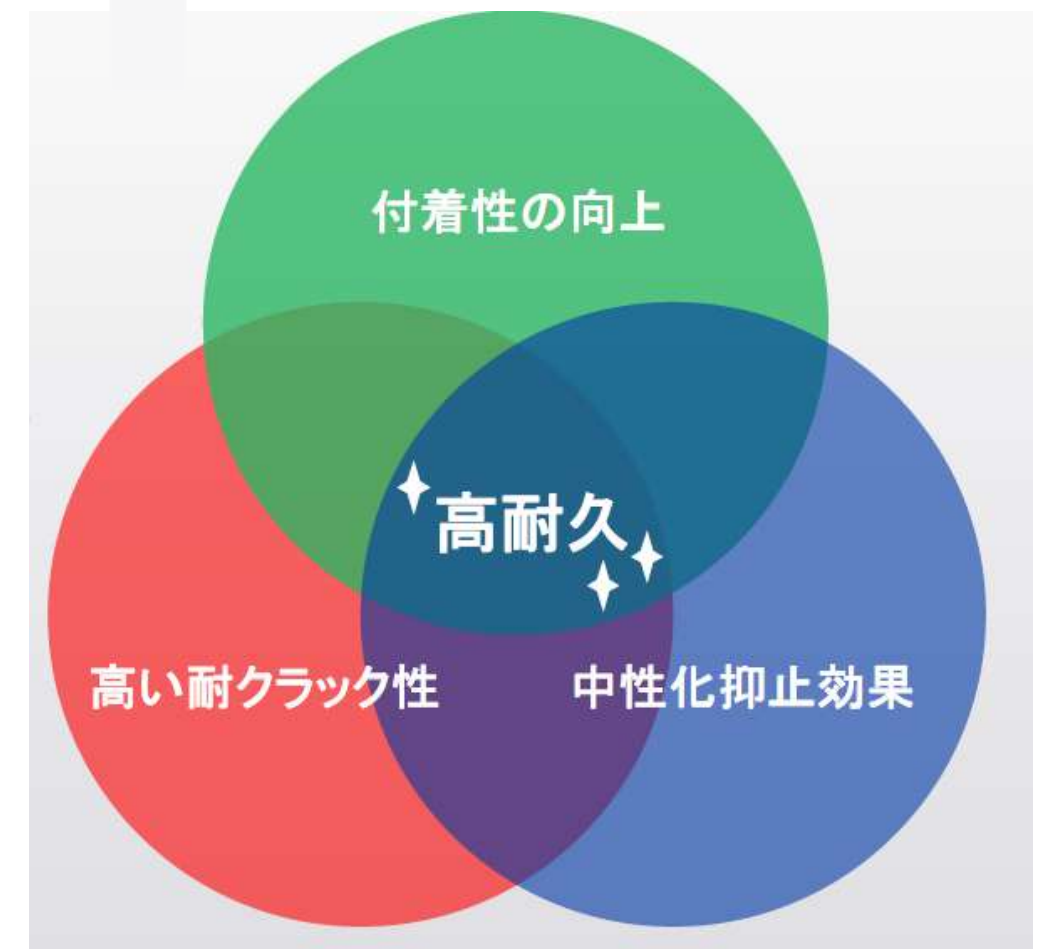 付着性の向上
高耐久
高い耐クラック性
中性化抑止効果